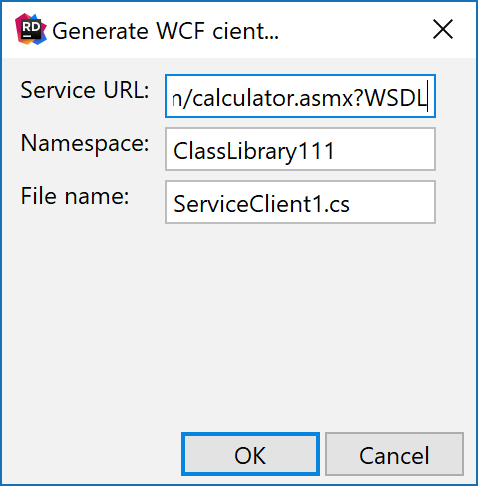 RD
Generate WCF cient...
Service URL:
/calculator.asmx?WSDL
Namespace:
ClassLibrary111
File name:
ServiceClient1.cs
OK
Cancel